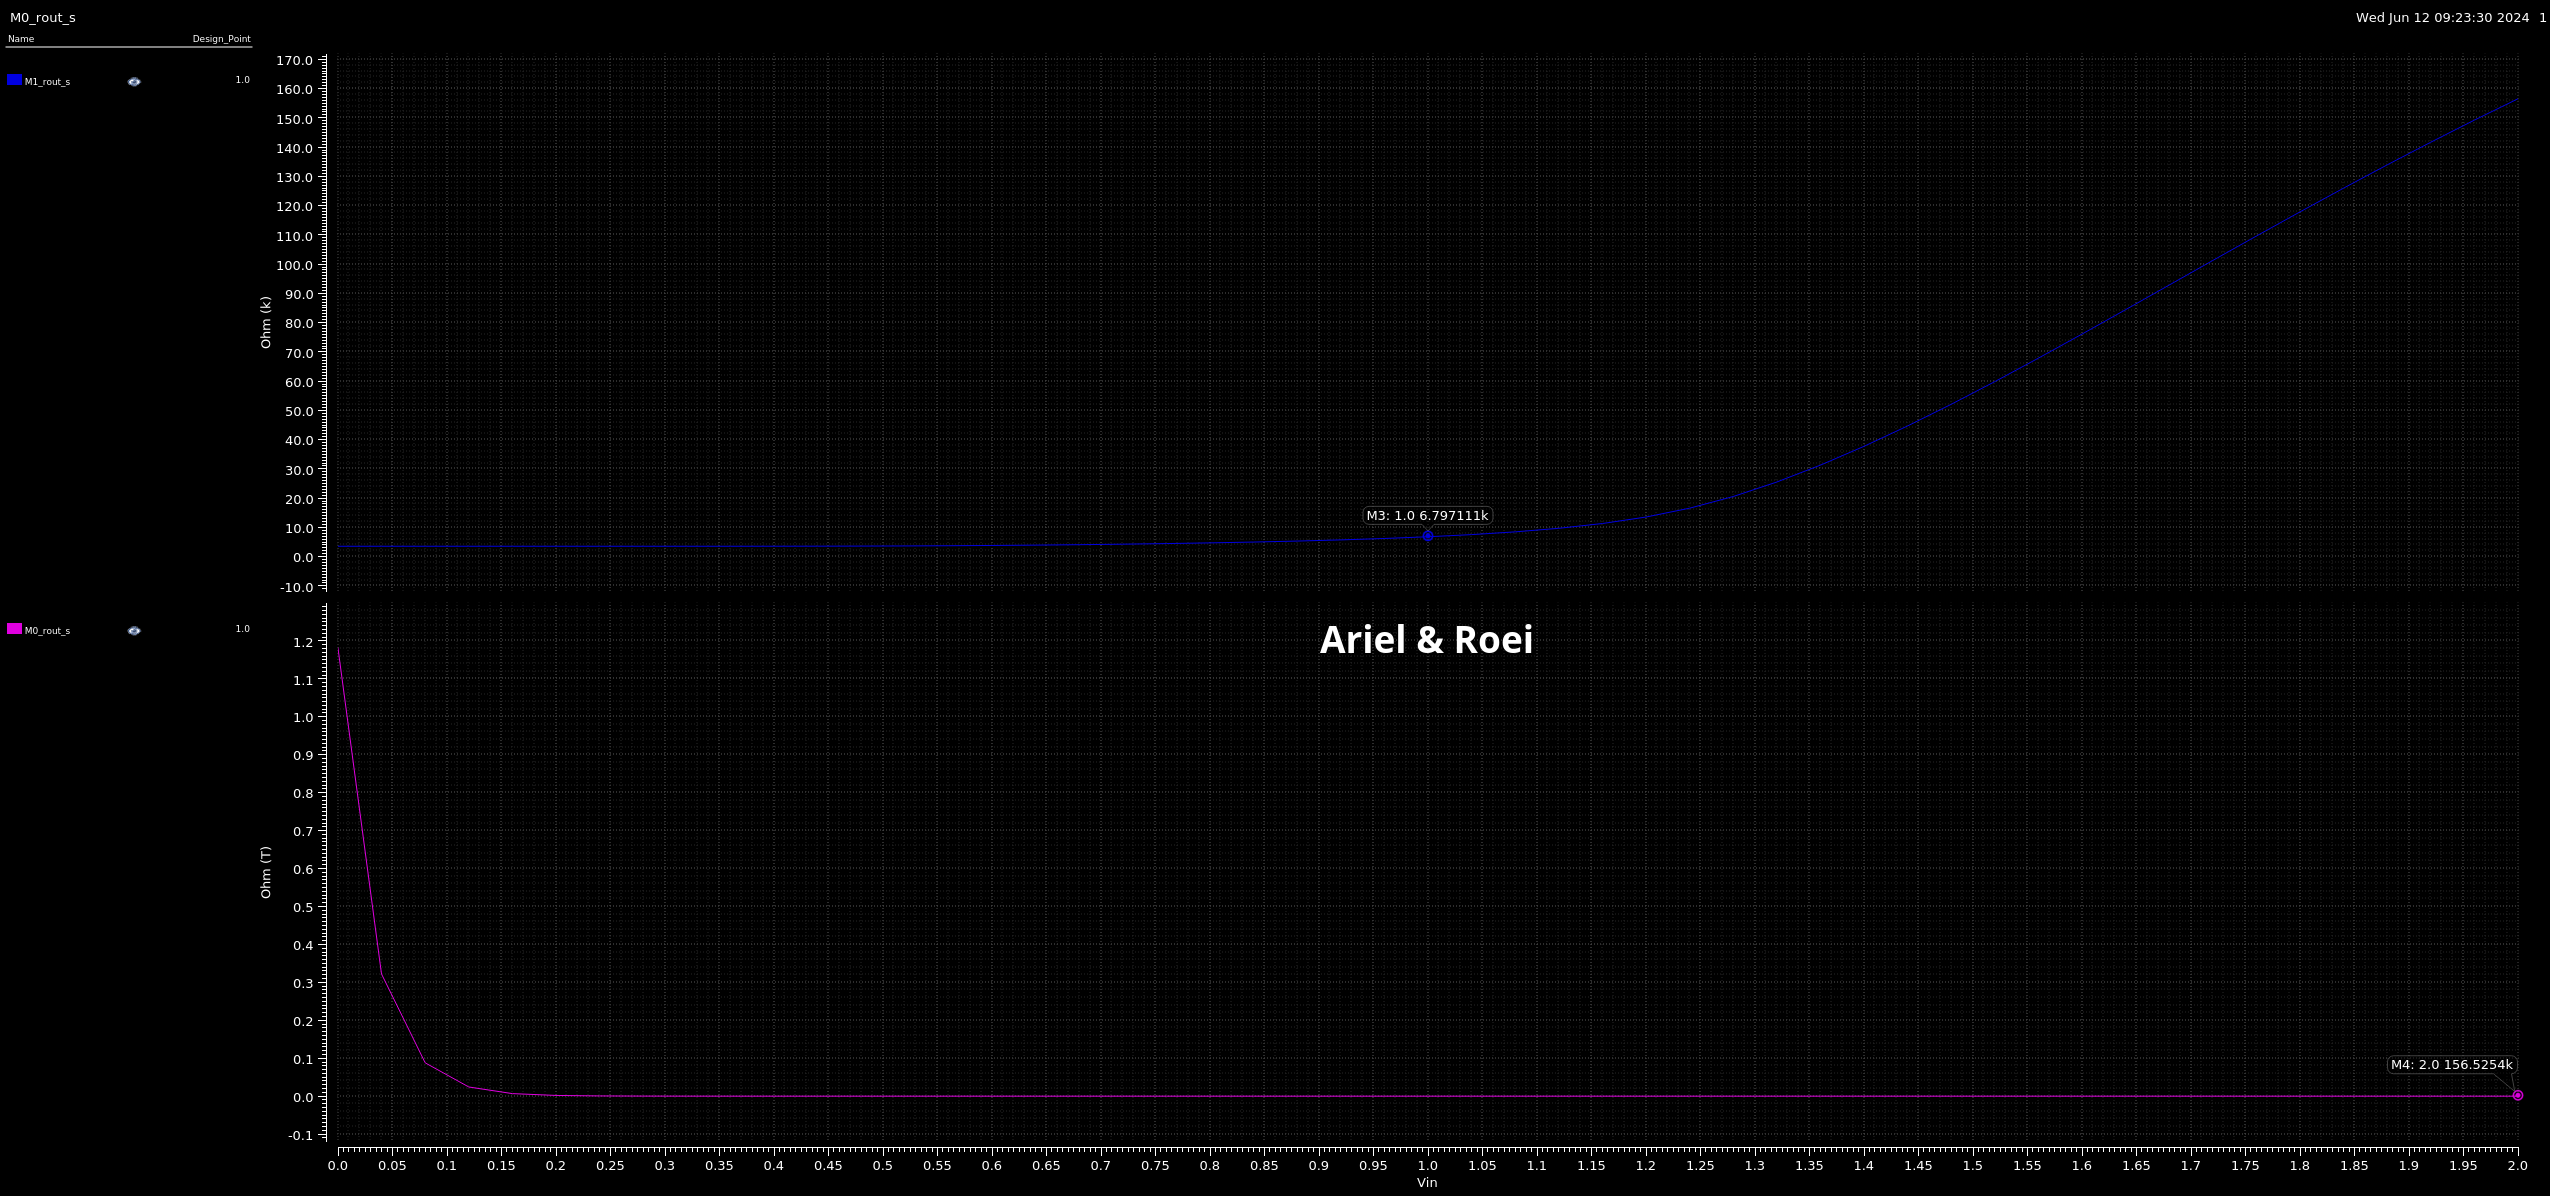 M0_rout_s
Wed Jun 12 09:23:30 2024 1
Name Design_Point
M1_rout_s 1.0
170.0
160.0
150.0
140.0
130.0
120.0
110.0
100.0
90.0
80.0
70.0
60.0
50.0
40.0
30.0
20.0
10.0
0.0
-10.0
Ohm (k)
M3: 1.0 6.797111k
M0_rout_s 1.0
Ariel & Roei
1.2
1.1
1.0
0.9
0.8
0.7
0.6
0.5
0.4
0.3
0.2
0.1
0.0
-0.1
Ohm (T)
M4: 2.0 156.5254k
0.0 0.05 0.1 0.15 0.2 0.25 0.3 0.35 0.4 0.45 0.5 0.55 0.6 0.65 0.7 0.75 0.8 0.85 0.9 0.95 1.0 1.05 1.1 1.15 1.2 1.25 1.3 1.35 1.4 1.45 1.5 1.55 1.6 1.65 1.7 1.75 1.8 1.85 1.9 1.95 2.0
Vin